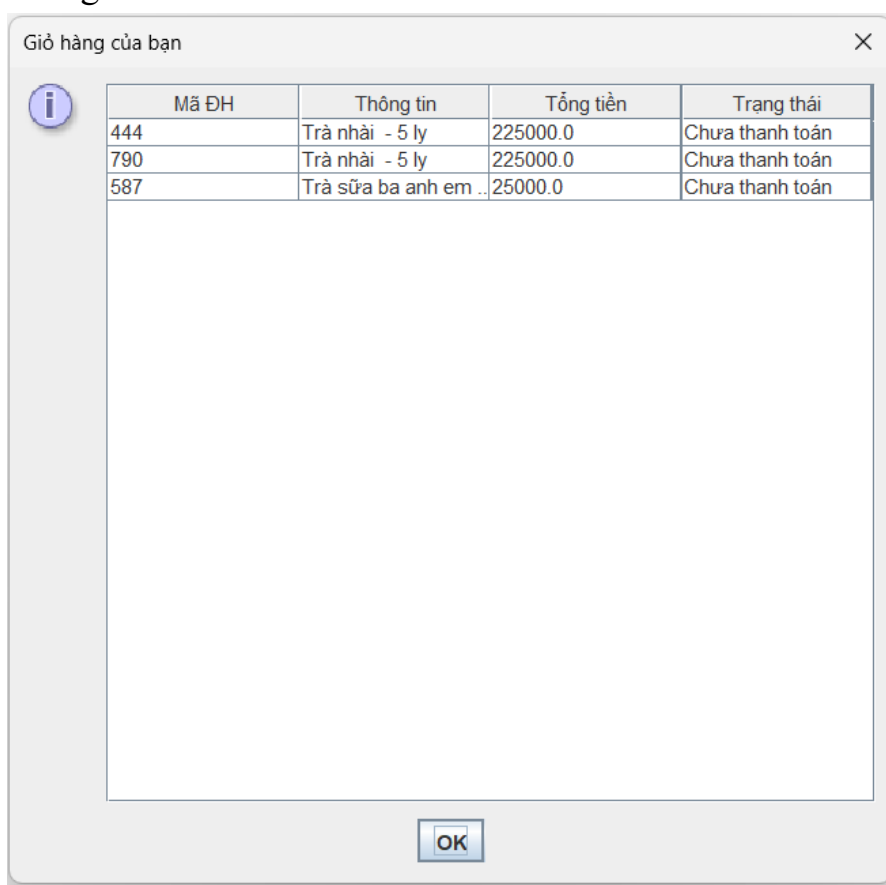 Giỏ hàng của bạn
Mã ĐH Thông tin Tổng tiền Trạng thái
444 Trà nhài - 5 ly 225000.0 Chưa thanh toán
790 Trà nhài - 5 ly 225000.0 Chưa thanh toán
587 Trà sữa ba anh em .. 25000.0 Chưa thanh toán
OK